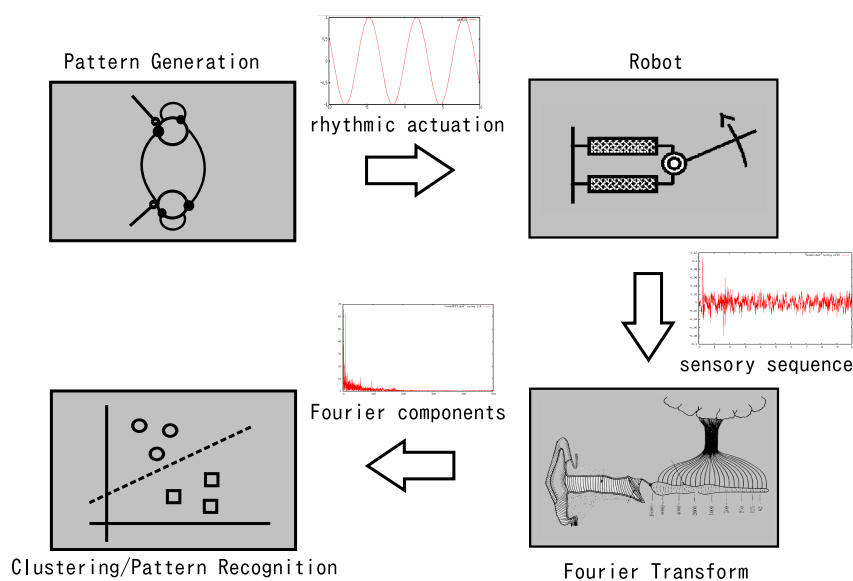 Pattern Generation
rhythmic actuation
Robot
sensory sequence
Fourier components
Clustering/Pattern Recognition
Fourier Transform